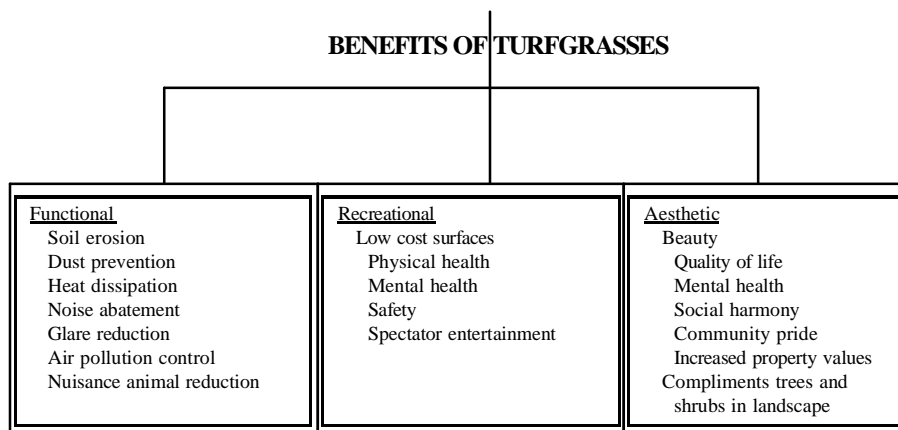 BENEFITS OF TURFGRASSES
Functional
Soil erosion
Dust prevention
Heat dissipation
Noise abatement
Glare reduction
Air pollution control
Nuisance animal reduction
Recreational
Low cost surfaces
Physical health
Mental health
Safety
Spectator entertainment
Aesthetic
Beauty
Quality of life
Mental health
Social harmony
Community pride
Increased property values
Compliments trees and
shrubs in landscape